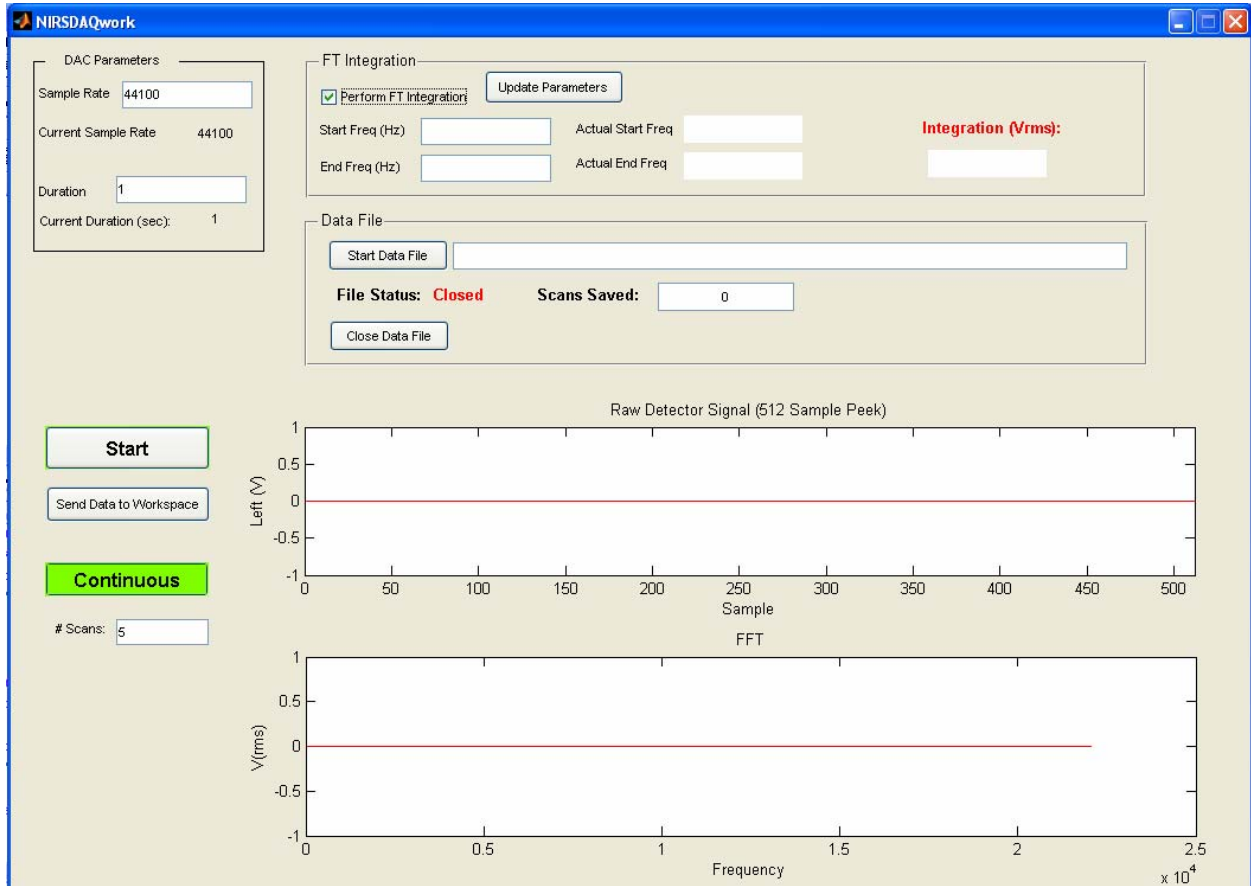 NIRSDAQwork
DAC Parameters
Sample Rate 44100
Current Sample Rate 44100
Duration 1
Current Duration (sec): 1
FT Integration
Perform FT Integration Update Parameters
Start Freq (Hz) Actual Start Freq Integration (Vrms):
End Freq (Hz) Actual End Freq
Data File
Start Data File
File Status: Closed Scans Saved: 0
Close Data File
Start
Send Data to Workspace
Continuous
# Scans: 5
Raw Detector Signal (512 Sample Peek)
1
0.5
0
-0.5
-1
Left (V)
0 50 100 150 200 250 300 350 400 450 500
Sample
FFT
1
0.5
0
-0.5
-1
V(rms)
0 0.5 1 1.5 2 2.5
Frequency
x 10^4